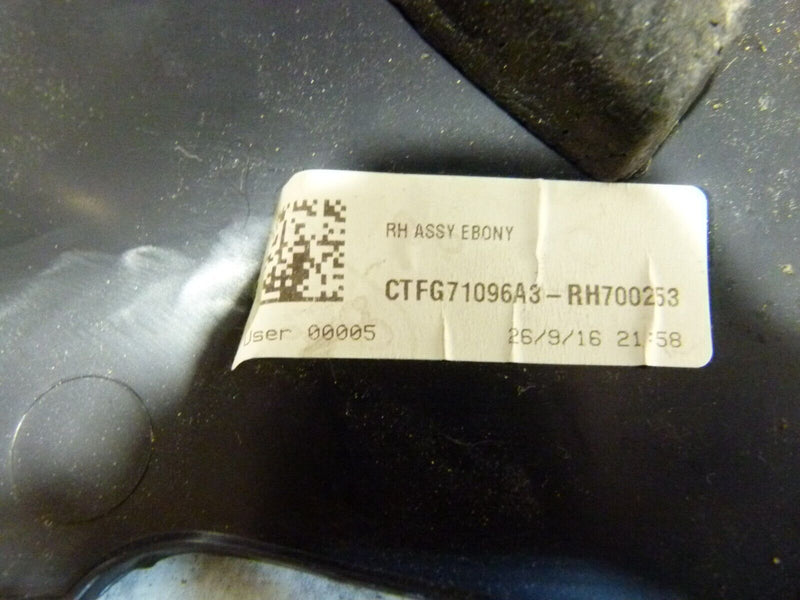 RH ASSY EBONY
CTFG71096A3-RH700253
User 00005 26/9/16 21:58